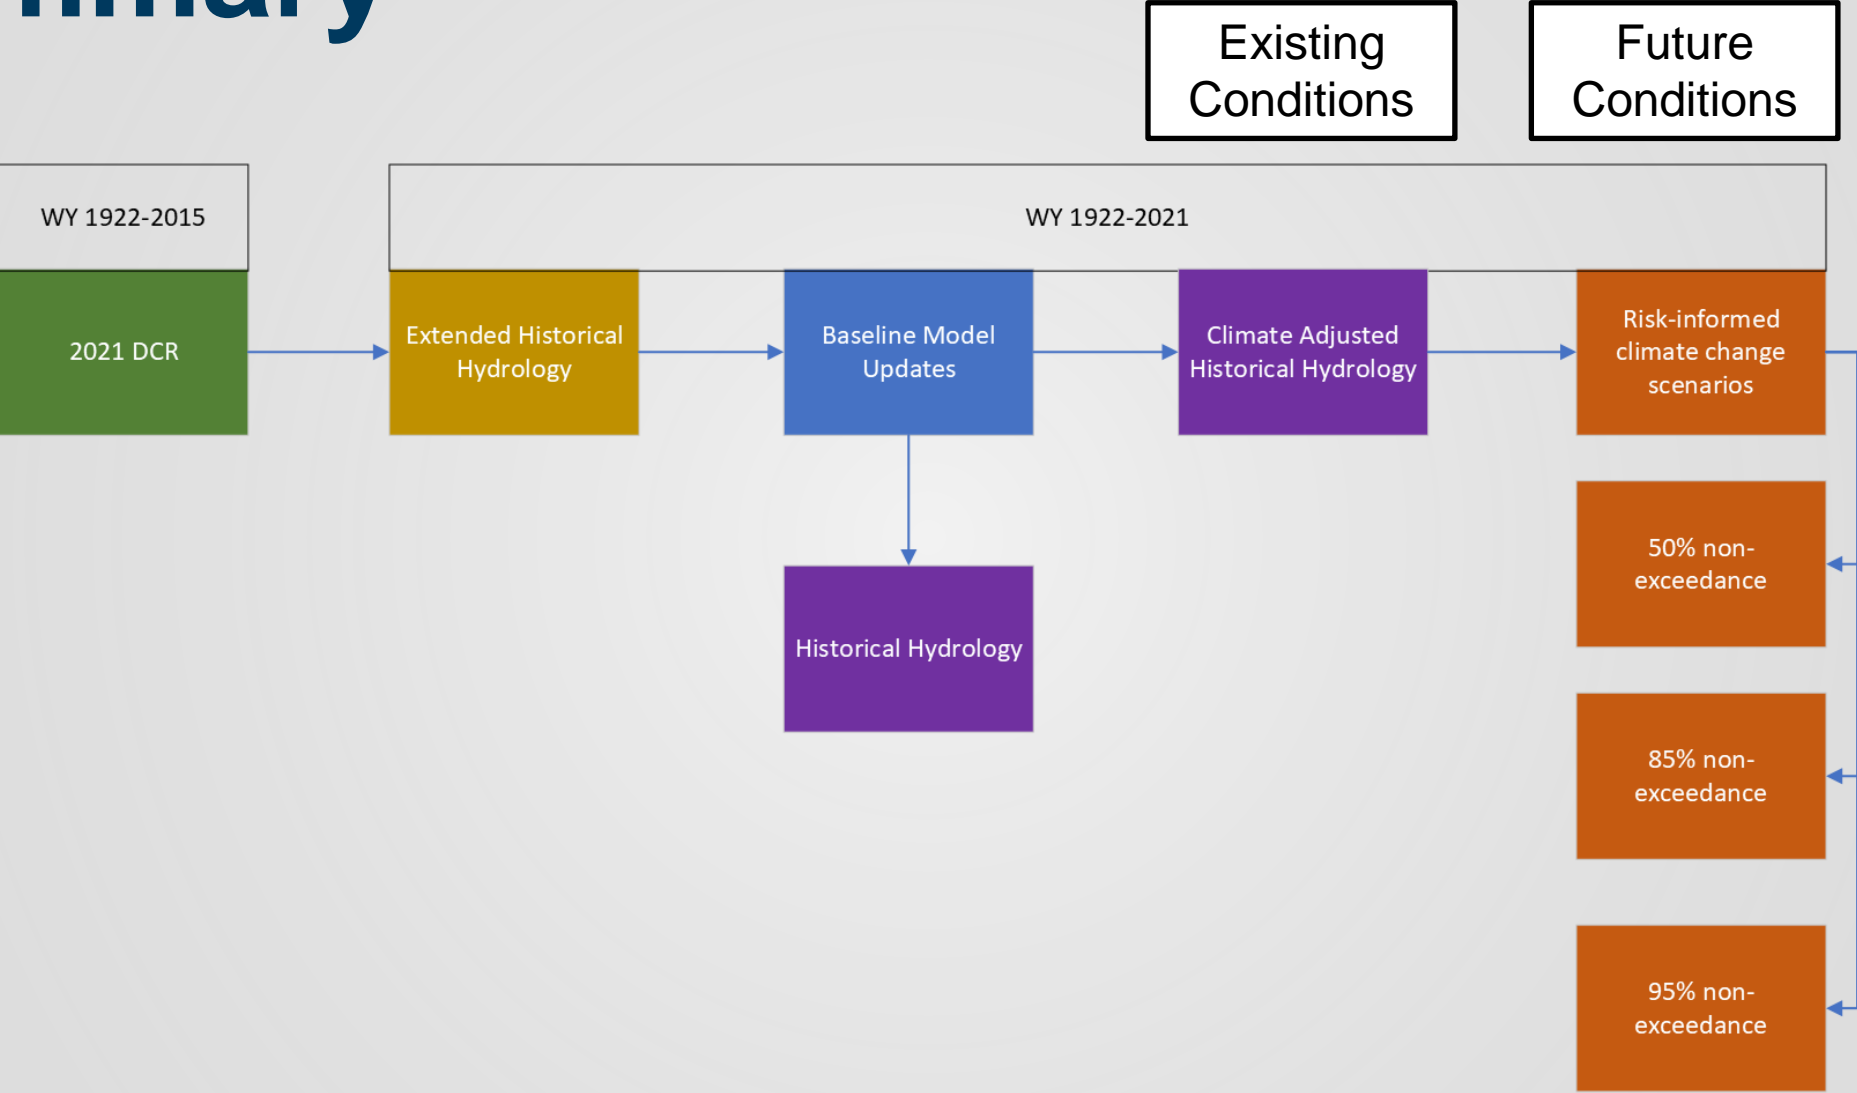 Existing
Conditions
Future
Conditions
WY 1922-2015
WY 1922-2021
2021 DCR
Extended Historical
Hydrology
Baseline Model
Updates
Climate Adjusted
Historical Hydrology
Risk-informed
climate change
scenarios
Historical Hydrology
50% non-
exceedance
85% non-
exceedance
95% non-
exceedance